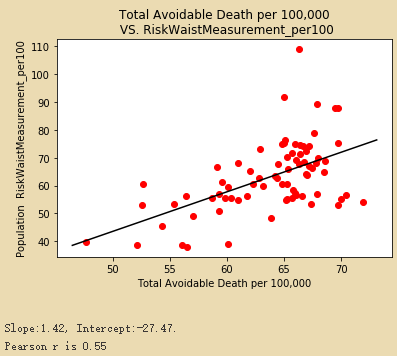 Total Avoidable Death per 100,000
VS. RiskWaistMeasurement_per100
Population: RiskWaistMeasurement_per100
110
100
90
80
70
60
50
40
50
55
60
65
70
Total Avoidable Death per 100,000
Slope:1.42, Intercept:-27.47.
Pearson r is 0.55